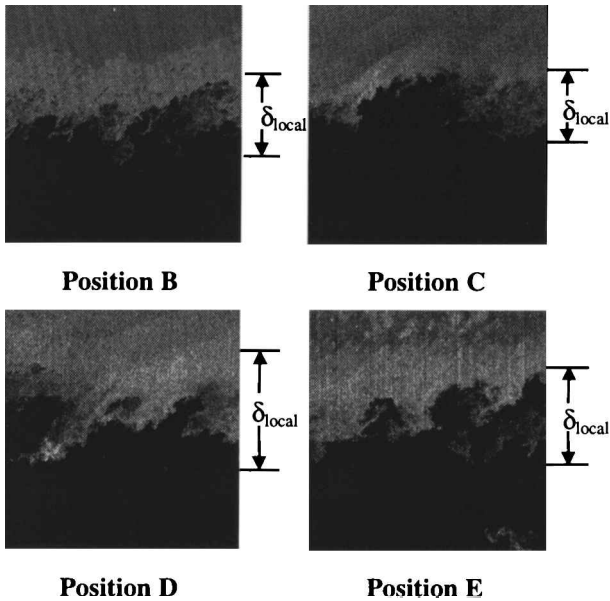 δlocal
δlocal
Position B
Position C
δlocal
δlocal
Position D
Position E